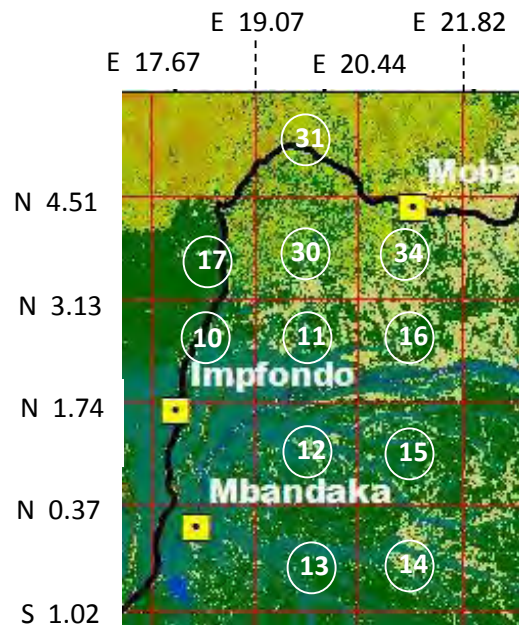 E 19.07 E 21.82
E 17.67 E 20.44
31
Moba
N 4.51
17 30 34
N 3.13
10 11 16
Impfondo
N 1.74
12 15
Mbandaka
N 0.37
13 14
S 1.02